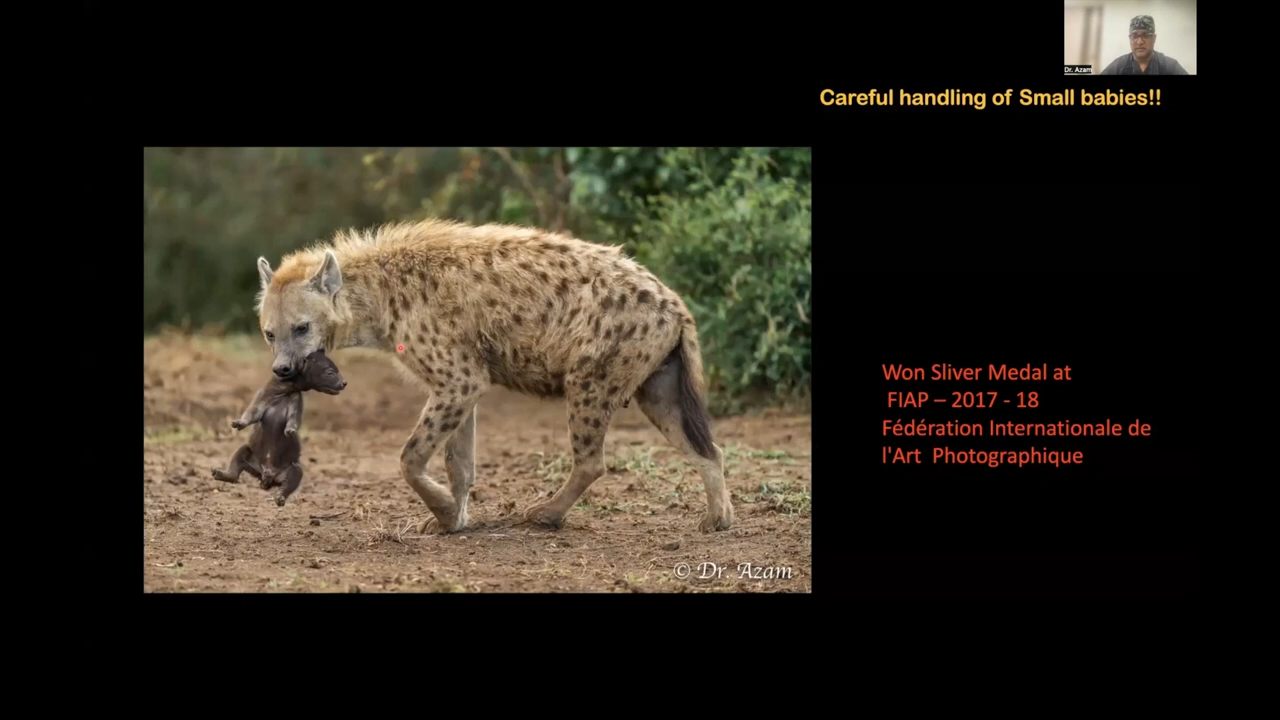 Dr. Azam
Careful handling of Small babies!!
Won Sliver Medal at
FIAP – 2017 - 18
Fédération Internationale de
l'Art Photographique
© Dr. Azam